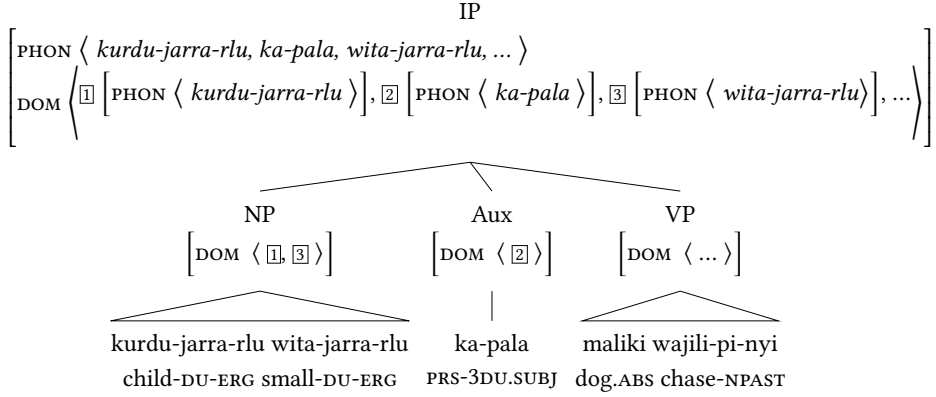 IP
PHON ⟨ kurdu-jarra-rlu, ka-pala, wita-jarra-rlu, ... ⟩
DOM ⟨ 1 [PHON ⟨ kurdu-jarra-rlu ⟩], 2 [PHON ⟨ ka-pala ⟩], 3 [PHON ⟨ wita-jarra-rlu⟩], ... ⟩
NP Aux VP
[DOM ⟨ 1, 3 ⟩] [DOM ⟨ 2 ⟩] [DOM ⟨ ... ⟩]
kurdu-jarra-rlu wita-jarra-rlu ka-pala maliki wajili-pi-nyi
child-DU-ERG small-DU-ERG PRS-3DU.SUBJ dog.ABS chase-NPAST